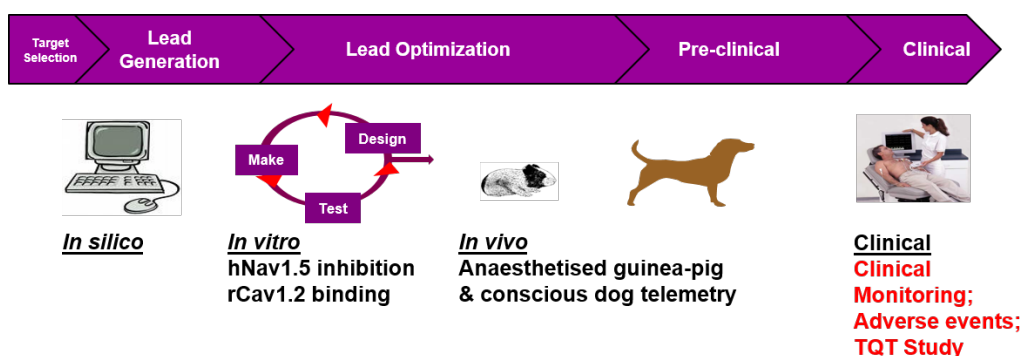 Target
Selection
Lead
Generation
Lead Optimization
Pre-clinical
Clinical
Design
Make
Test
In silico
In vitro
hNav1.5 inhibition
rCav1.2 binding
In vivo
Anaesthetised guinea-pig
& conscious dog telemetry
Clinical
Clinical
Monitoring;
Adverse events;
TQT Study